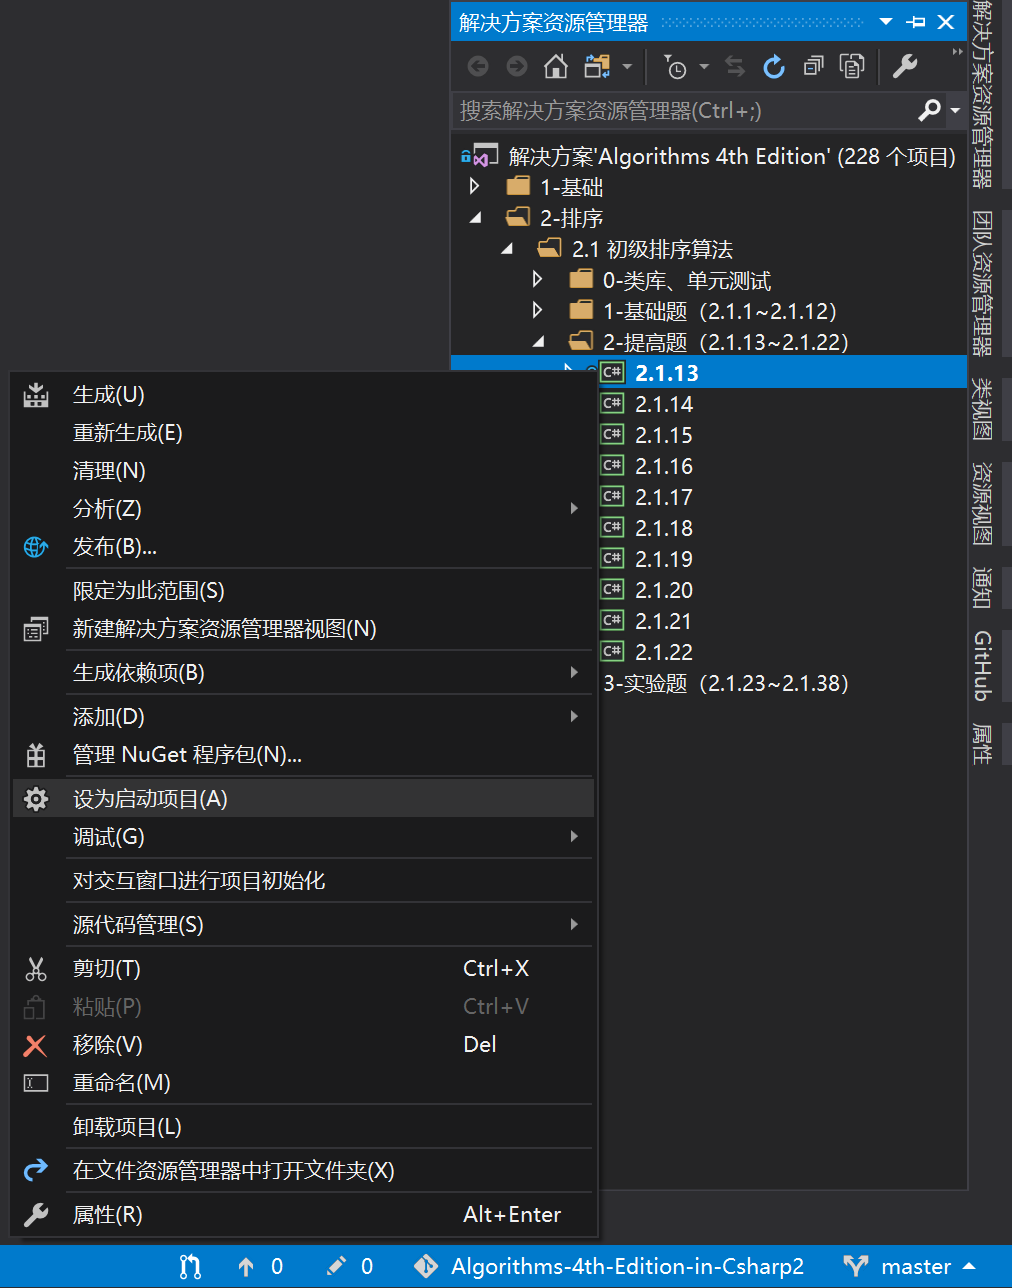 解决方案资源管理器
搜索解决方案资源管理器(Ctrl+;)
解决方案'Algorithms 4th Edition' (228 个项目)
1-基础
2-排序
2.1 初级排序算法
0-类库、单元测试
1-基础题（2.1.1~2.1.12）
2-提高题（2.1.13~2.1.22）
C# 2.1.13
C# 2.1.14
C# 2.1.15
C# 2.1.16
C# 2.1.17
C# 2.1.18
C# 2.1.19
C# 2.1.20
C# 2.1.21
C# 2.1.22
3-实验题（2.1.23~2.1.38）
生成(U)
重新生成(E)
清理(N)
分析(Z)
发布(B)...
限定为此范围(S)
新建解决方案资源管理器视图(N)
生成依赖项(B)
添加(D)
管理 NuGet 程序包(N)...
设为启动项目(A)
调试(G)
对交互窗口进行项目初始化
源代码管理(S)
剪切(T) Ctrl+X
粘贴(P) Ctrl+V
移除(V) Del
重命名(M)
卸载项目(L)
在文件资源管理器中打开文件夹(X)
属性(R) Alt+Enter
解决方案资源管理器
团队资源管理器
类视图
资源视图
通知
GitHub
属性
0 0 Algorithms-4th-Edition-in-Csharp2 master